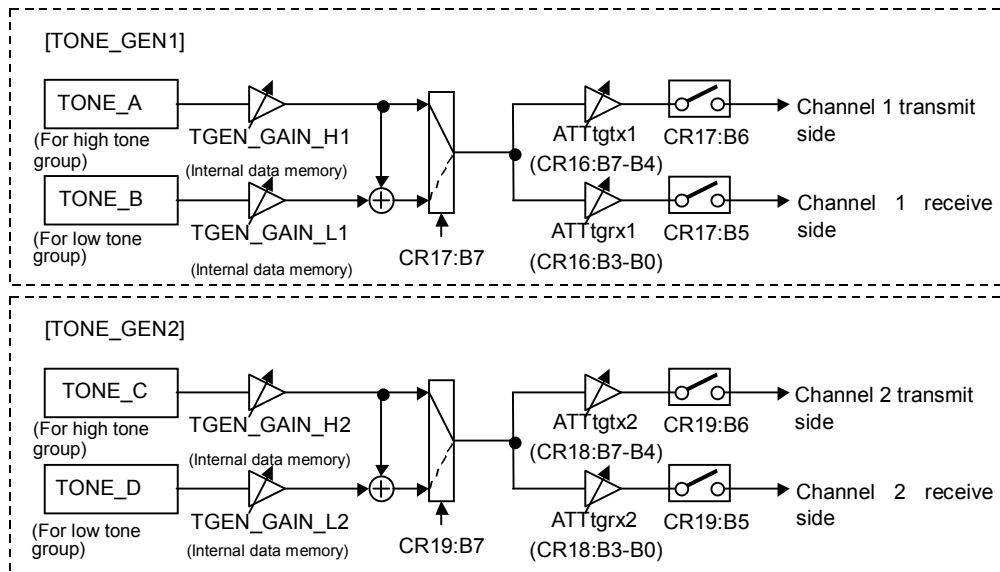 [TONE_GEN1]
TONE_A
(For high tone
group)
TGEN_GAIN_H1
(Internal data memory)
ATTtgtx1
(CR16:B7-B4)
CR17:B6
Channel 1 transmit
side
TONE_B
(For low tone
group)
TGEN_GAIN_L1
(Internal data memory)
CR17:B7
ATTtgrx1
(CR16:B3-B0)
CR17:B5
Channel 1 receive
side
[TONE_GEN2]
TONE_C
(For high tone
group)
TGEN_GAIN_H2
(Internal data memory)
ATTtgtx2
(CR18:B7-B4)
CR19:B6
Channel 2 transmit
side
TONE_D
(For low tone
group)
TGEN_GAIN_L2
(Internal data memory)
CR19:B7
ATTtgrx2
(CR18:B3-B0)
CR19:B5
Channel 2 receive
side